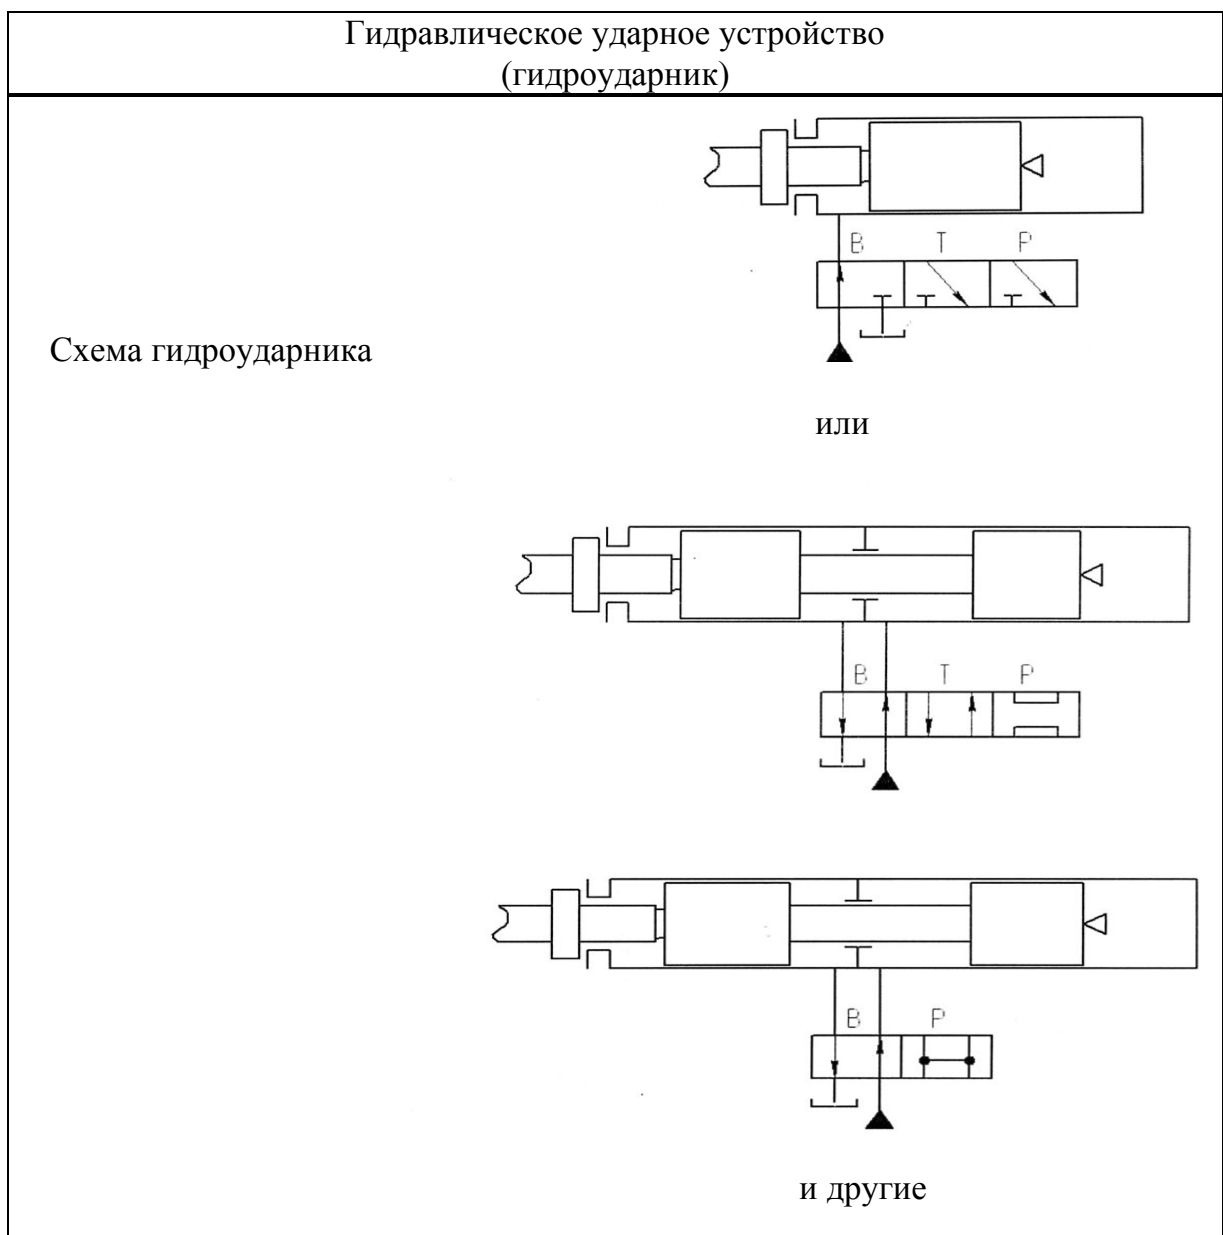 Гидравлическое ударное устройство
(гидроударник)
В Т Р
Схема гидроударника
или
В Т Р
В Р
и другие